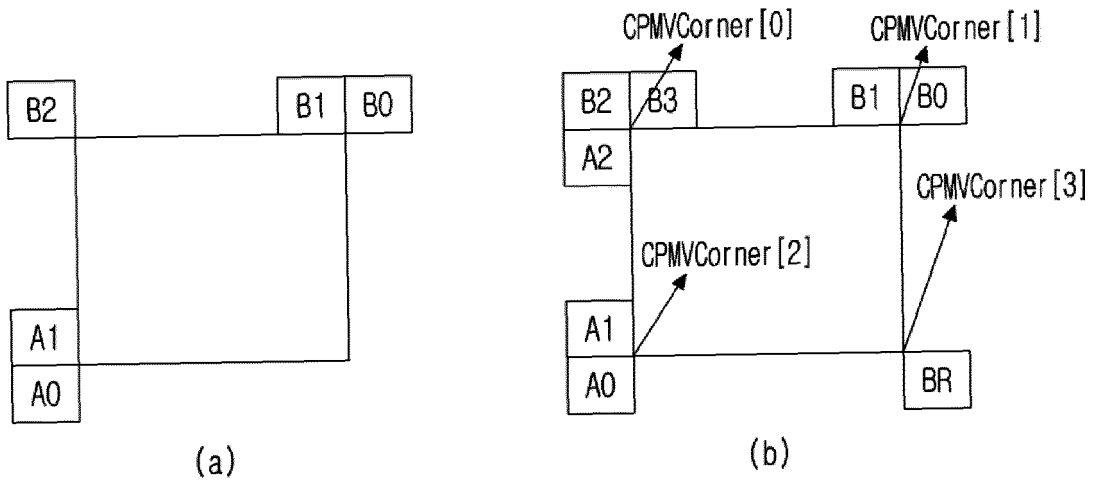 B2
B1
B0
A1
A0
(a)
CPMVCorner[0]
CPMVCorner[1]
B2
B3
B1
B0
A2
CPMVCorner[3]
CPMVCorner[2]
A1
A0
BR
(b)